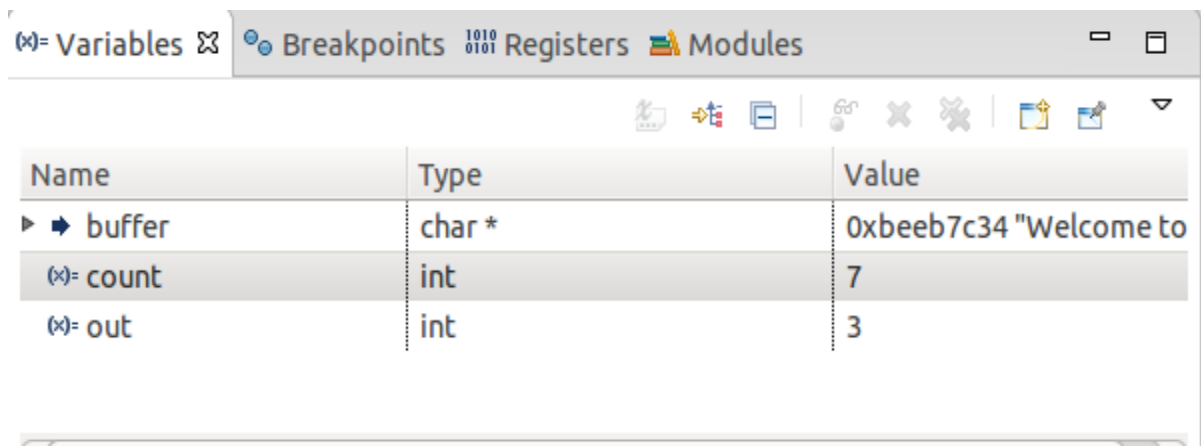 (x)= Variables Breakpoints 1010 0101 Registers Modules
Name Type Value
buffer char * 0xbeeb7c34 "Welcome to
(x)= count int 7
(x)= out int 3